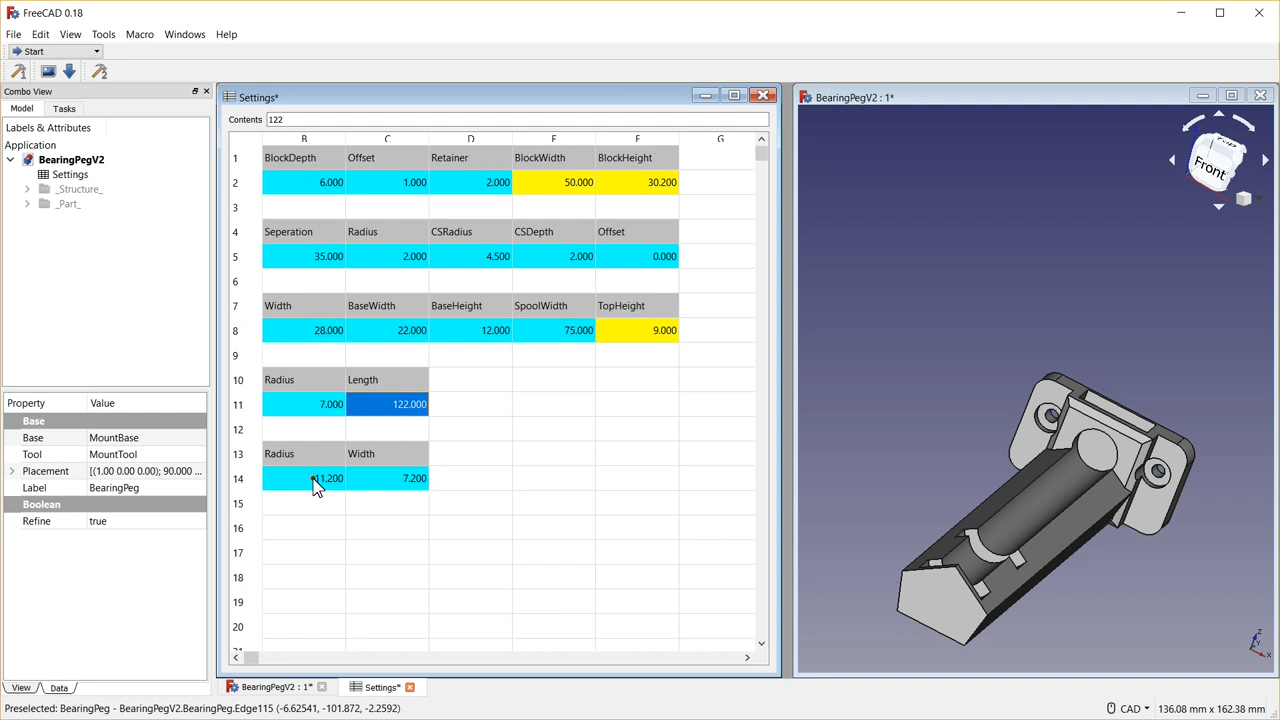 FreeCAD 0.18
File Edit View Tools Macro Windows Help
Start
Combo View
Model Tasks
Labels & Attributes
Application
BearingPegV2
Settings
_Structure_
_Part_
Property Value
Base
Base MountBase
Tool MountTool
Placement [(1.00 0.00 0.00); 90.000 ...
Label BearingPeg
Boolean
Refine true
View Data
Settings*
Contents 122
B C D E F G
1 BlockDepth Offset Retainer BlockWidth BlockHeight
2 6.000 1.000 2.000 50.000 30.200
3
4 Seperation Radius CSRadius CSDepth Offset
5 35.000 2.000 4.500 2.000 0.000
6
7 Width BaseWidth BaseHeight SpoolWidth TopHeight
8 28.000 22.000 12.000 75.000 9.000
9
10 Radius Length
11 7.000 122.000
12
13 Radius Width
14 11.200 7.200
15
16
17
18
19
20
BearingPegV2 : 1* Settings*
BearingPegV2 : 1*
Front
Z
Y
X
Preselected: BearingPeg - BearingPegV2.BearingPeg.Edge115 (-6.62541, -101.872, -2.2592)
CAD 136.08 mm x 162.38 mm